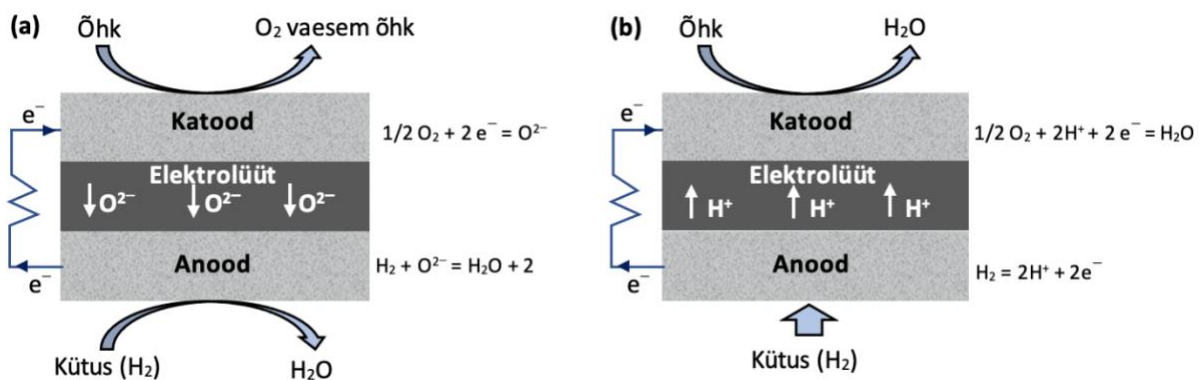 (a) Õhk O₂ vaesem õhk
e⁻
Katood
1/2 O₂ + 2 e⁻ = O²⁻
Elektrolüüt
↓O²⁻ ↓O²⁻ ↓O²⁻
Anood
H₂ + O²⁻ = H₂O + 2
e⁻
Kütus (H₂) H₂O
(b) Õhk H₂O
e⁻
Katood
1/2 O₂ + 2H⁺ + 2 e⁻ = H₂O
Elektrolüüt
↑ H⁺ ↑ H⁺ ↑ H⁺
Anood
H₂ = 2H⁺ + 2e⁻
e⁻
Kütus (H₂)